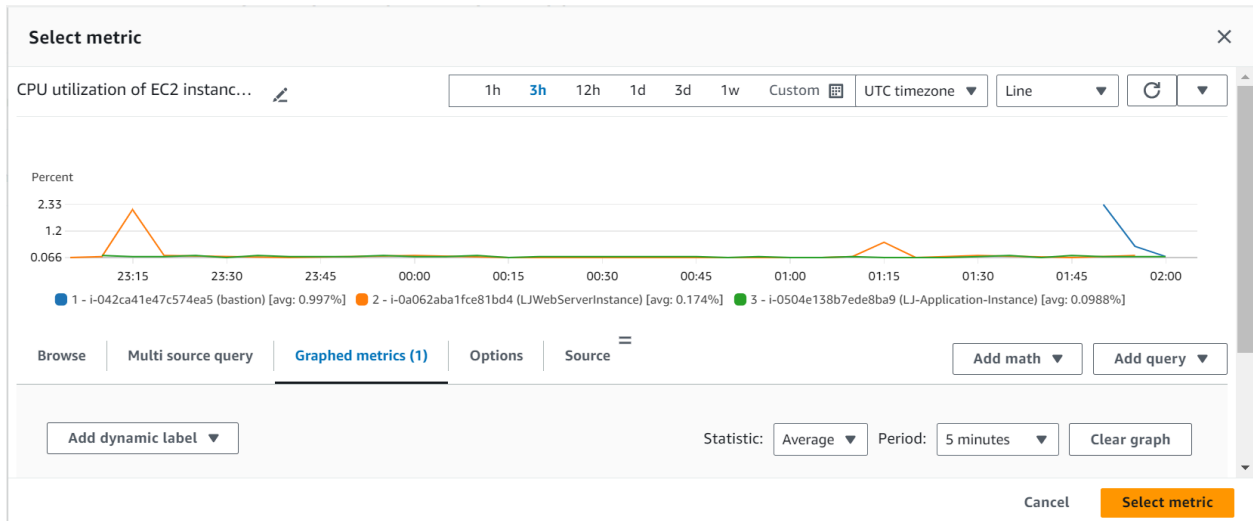 Select metric
CPU utilization of EC2 instanc...
1h 3h 12h 1d 3d 1w Custom UTC timezone Line
Percent
2.33
1.2
0.066
23:15 23:30 23:45 00:00 00:15 00:30 00:45 01:00 01:15 01:30 01:45 02:00
1 - i-042ca41e47c574ea5 (bastion) [avg: 0.997%] 2 - i-0a062aba1fce81bd4 (LJWebServerInstance) [avg: 0.174%] 3 - i-0504e138b7ede8ba9 (LJ-Application-Instance) [avg: 0.0988%]
Browse Multi source query Graphed metrics (1) Options Source Add math Add query
Add dynamic label Statistic: Average Period: 5 minutes Clear graph
Cancel Select metric